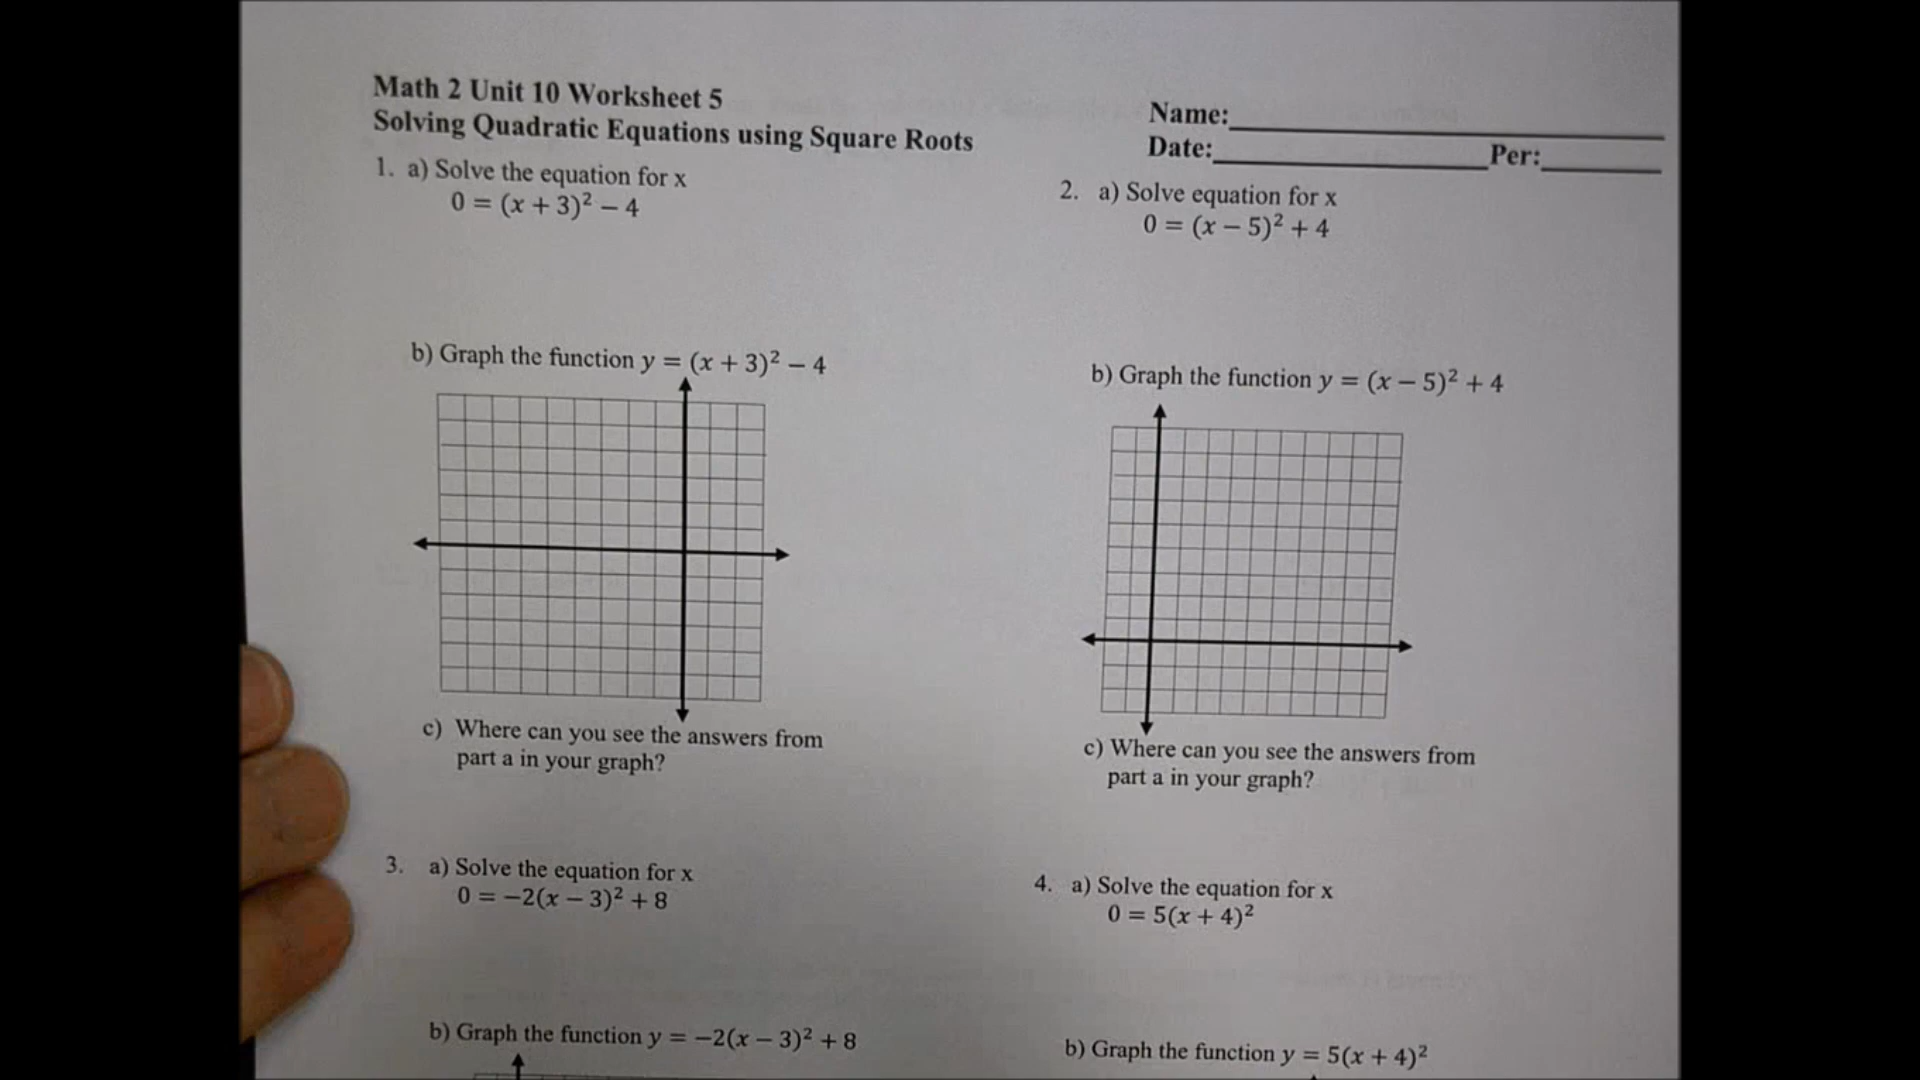 Math 2 Unit 10 Worksheet 5
Solving Quadratic Equations using Square Roots
Name:
Date: Per:
1. a) Solve the equation for x
0 = (x + 3)² − 4
b) Graph the function y = (x + 3)² − 4
c) Where can you see the answers from
part a in your graph?
2. a) Solve equation for x
0 = (x − 5)² + 4
b) Graph the function y = (x − 5)² + 4
c) Where can you see the answers from
part a in your graph?
3. a) Solve the equation for x
0 = −2(x − 3)² + 8
b) Graph the function y = −2(x − 3)² + 8
4. a) Solve the equation for x
0 = 5(x + 4)²
b) Graph the function y = 5(x + 4)²